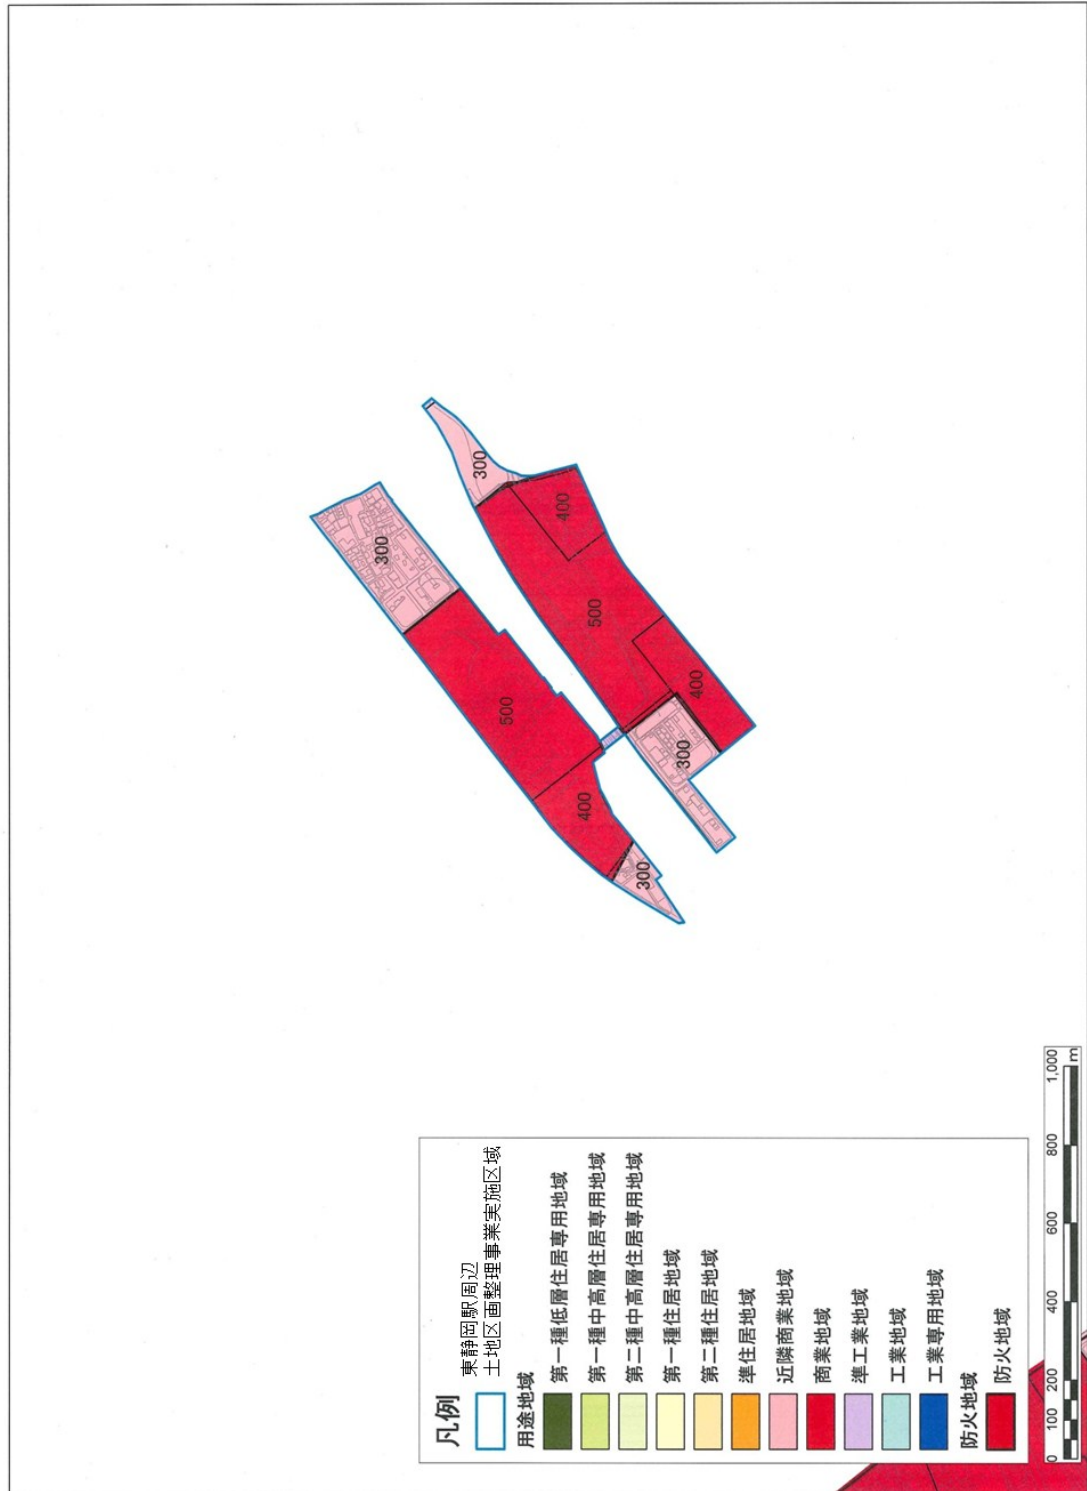 300
300
400
500
500
400
400
300
400
300
凡例
東静岡駅周辺
土地区画整理事業実施区域
用途地域
第一種低層住居専用地域
第一種中高層住居専用地域
第二種中高層住居専用地域
第一種住居地域
第二種住居地域
準住居地域
近隣商業地域
商業地域
準工業地域
工業地域
工業専用地域
防火地域
防火地域
0 100 200 400 600 800 1,000
m